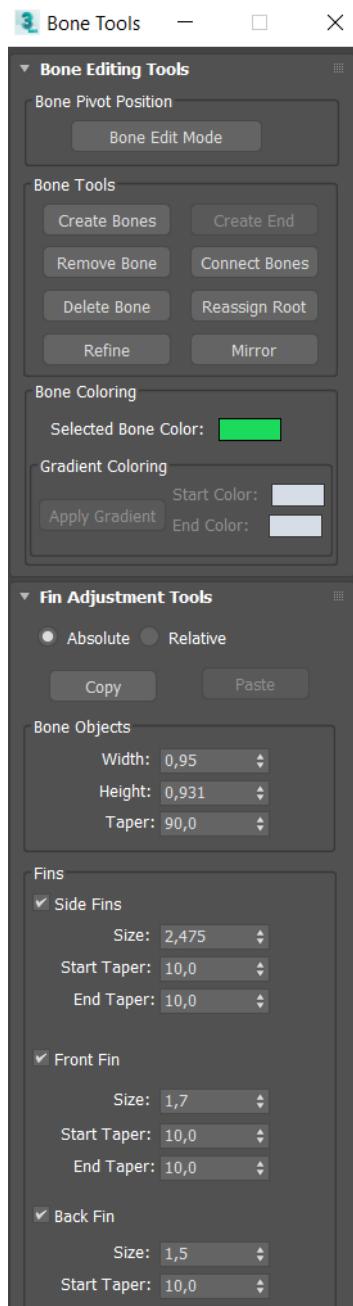 Bone Tools
Bone Editing Tools
Bone Pivot Position
Bone Edit Mode
Bone Tools
Create Bones Create End
Remove Bone Connect Bones
Delete Bone Reassign Root
Refine Mirror
Bone Coloring
Selected Bone Color:
Gradient Coloring
Apply Gradient Start Color:
End Color:
Fin Adjustment Tools
Absolute Relative
Copy Paste
Bone Objects
Width: 0,95
Height: 0,931
Taper: 90,0
Fins
Side Fins
Size: 2,475
Start Taper: 10,0
End Taper: 10,0
Front Fin
Size: 1,7
Start Taper: 10,0
End Taper: 10,0
Back Fin
Size: 1,5
Start Taper: 10,0